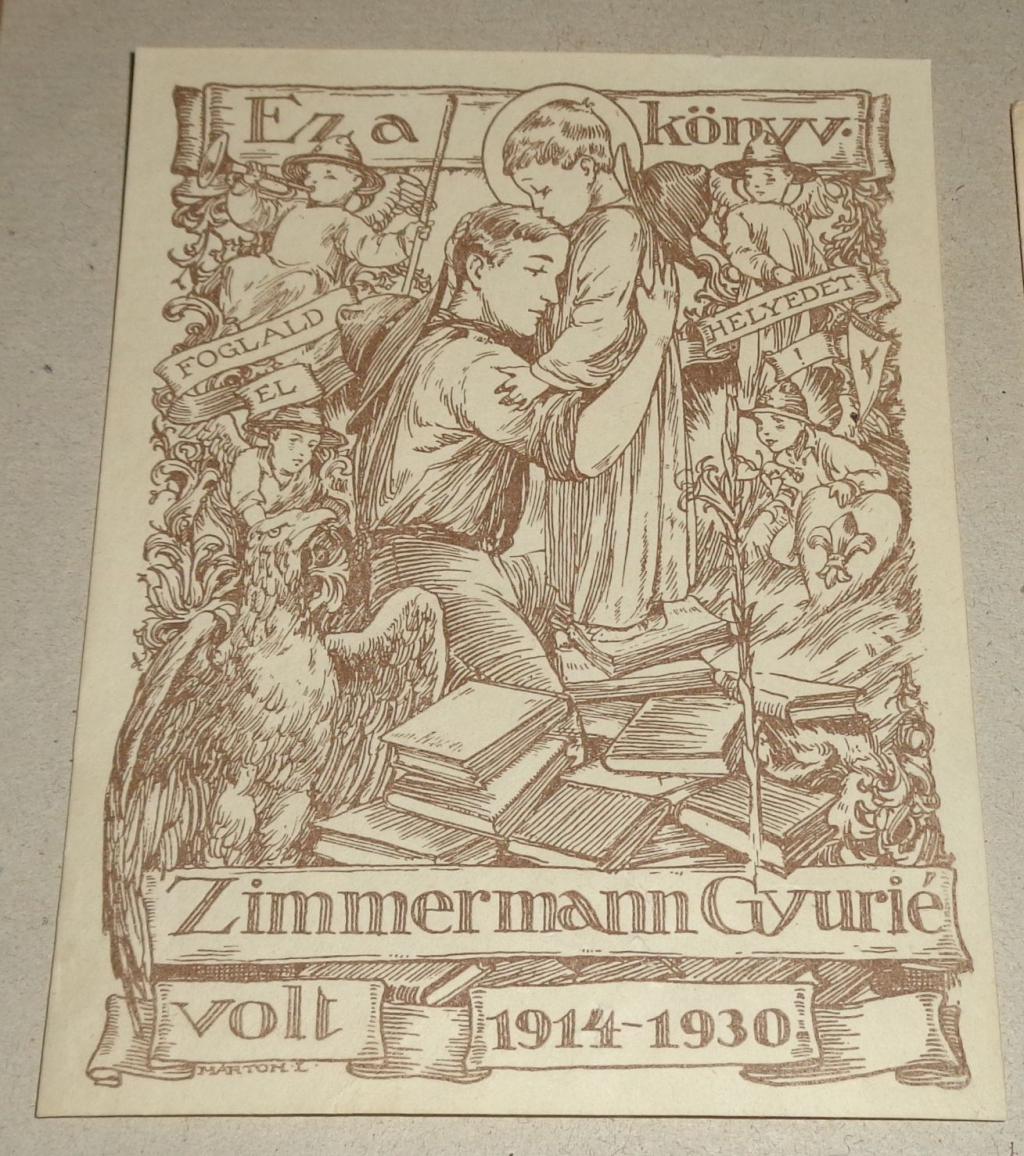 Ez a könyv.
FOGLALD
EL
HELYEDET
!
Zimmermann Gyurié
volt 1914-1930.
MÁRTON.L.